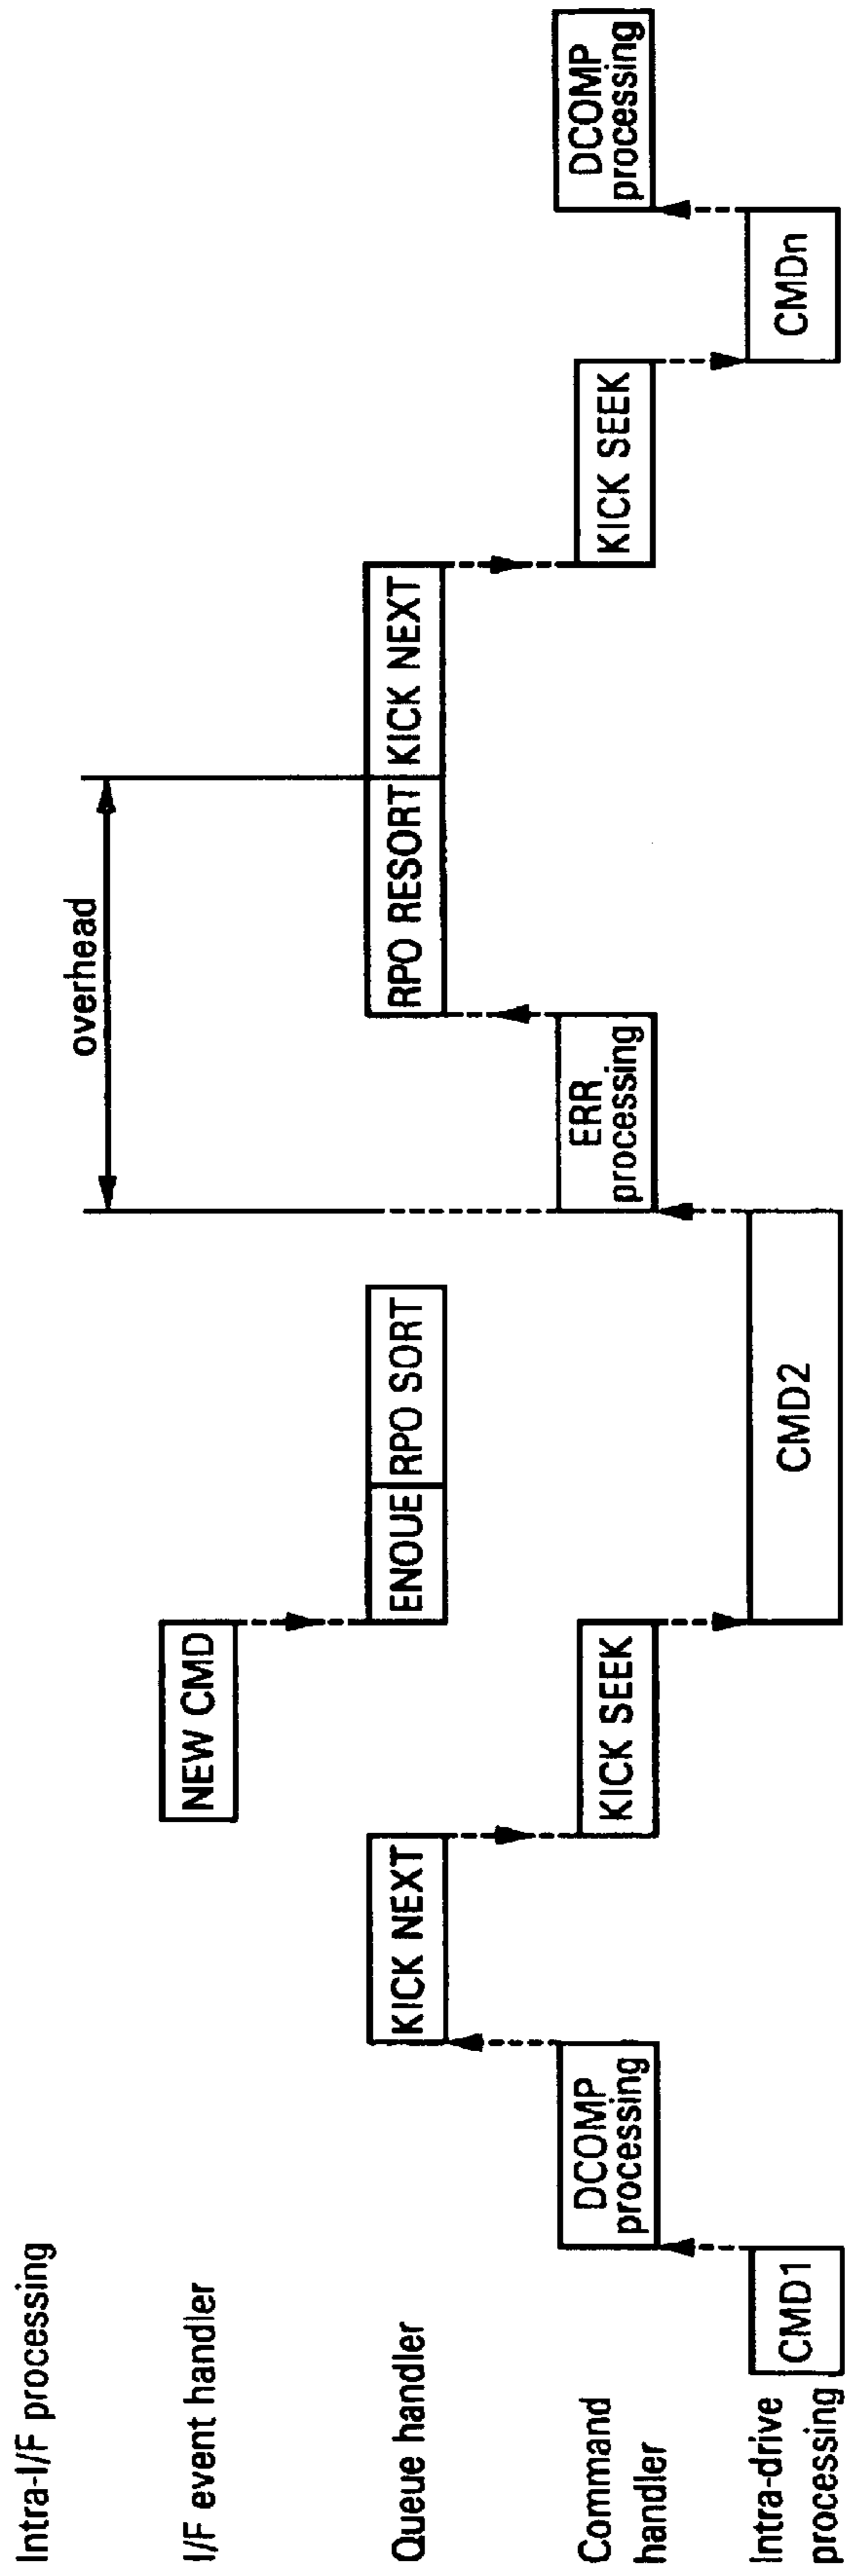 Intra-I/F processing
overhead
I/F event handler
NEW CMD
Queue handler
KICK NEXT
ENQUE
RPO SORT
RPO RESORT
KICK NEXT
Command
handler
DCOMP
processing
KICK SEEK
ERR
processing
KICK SEEK
DCOMP
processing
Intra-drive
processing
CMD1
CMD2
CMDn